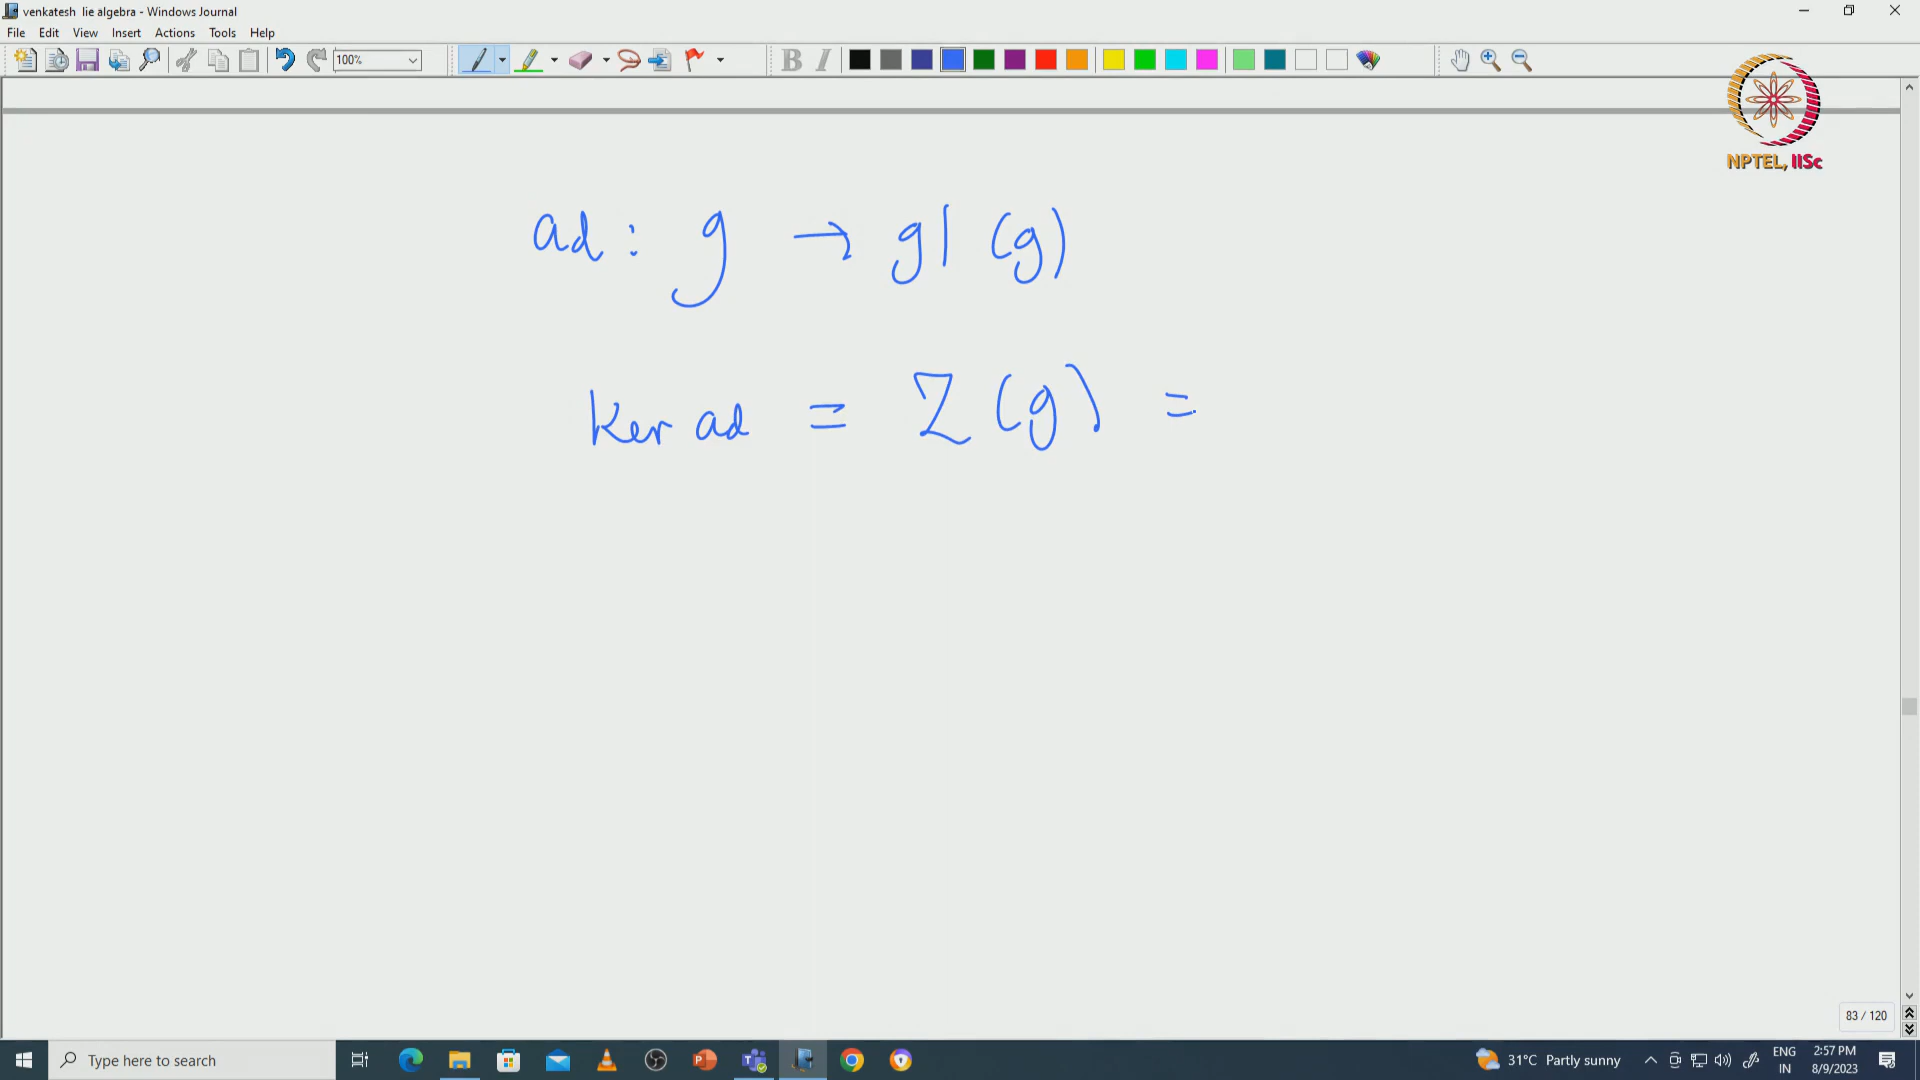 venkatesh lie algebra - Windows Journal
File Edit View Insert Actions Tools Help
100%
B I
NPTEL, IISc
ad : g → gl (g)
Ker ad = Z (g) =
83 / 120
Type here to search
31°C Partly sunny
ENG
IN
2:57 PM
8/9/2023